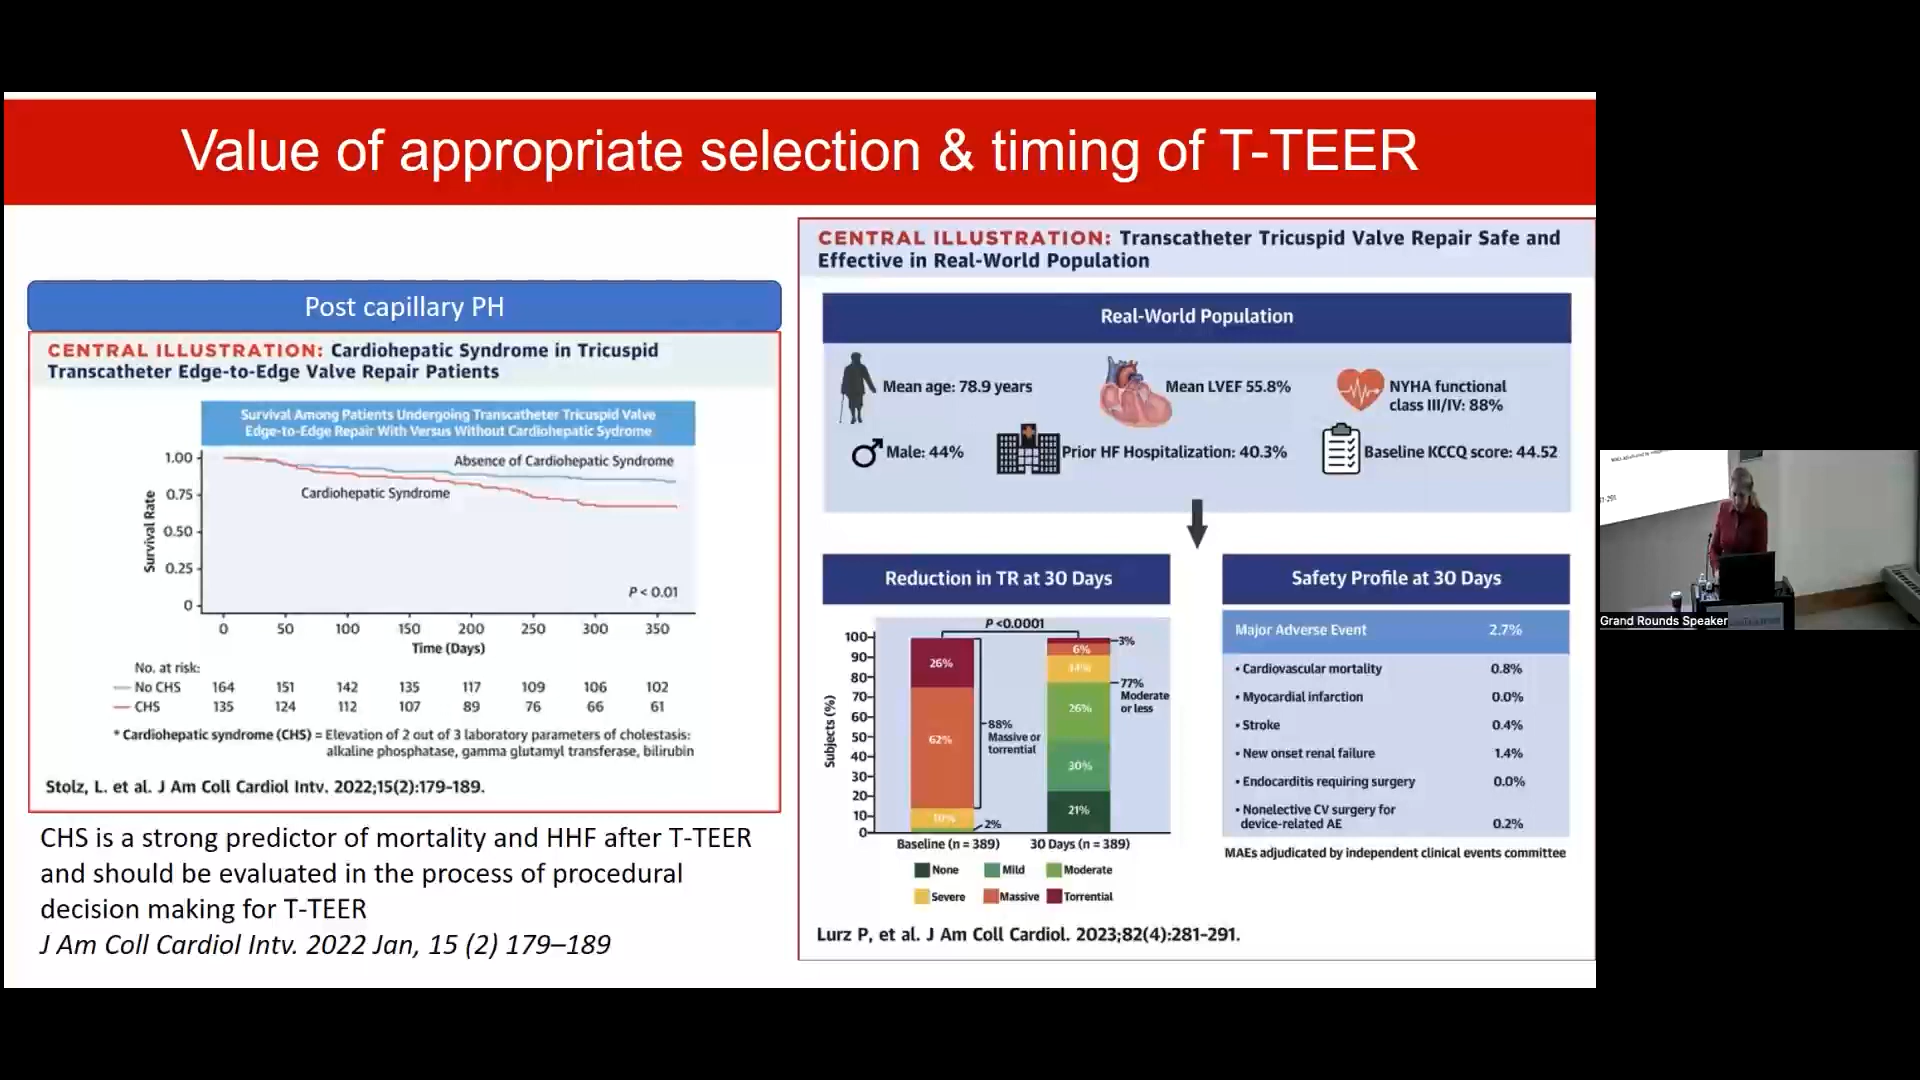 Value of appropriate selection & timing of T-TEER
Post capillary PH
CENTRAL ILLUSTRATION: Cardiohepatic Syndrome in Tricuspid
Transcatheter Edge-to-Edge Valve Repair Patients
Survival Among Patients Undergoing Transcatheter Tricuspid Valve
Edge-to-Edge Repair With Versus Without Cardiohepatic Sydrome
1.00
0.75
0.50
0.25
0
Survival Rate
Absence of Cardiohepatic Syndrome
Cardiohepatic Syndrome
P < 0.01
0 50 100 150 200 250 300 350
Time (Days)
No. at risk:
No CHS 164 151 142 135 117 109 106 102
CHS 135 124 112 107 89 76 66 61
* Cardiohepatic syndrome (CHS) = Elevation of 2 out of 3 laboratory parameters of cholestasis:
alkaline phosphatase, gamma glutamyl transferase, bilirubin
Stolz, L. et al. J Am Coll Cardiol Intv. 2022;15(2):179-189.
CHS is a strong predictor of mortality and HHF after T-TEER
and should be evaluated in the process of procedural
decision making for T-TEER
J Am Coll Cardiol Intv. 2022 Jan, 15 (2) 179–189
CENTRAL ILLUSTRATION: Transcatheter Tricuspid Valve Repair Safe and
Effective in Real-World Population
Real-World Population
Mean age: 78.9 years
Mean LVEF 55.8%
NYHA functional
class III/IV: 88%
Male: 44%
Prior HF Hospitalization: 40.3%
Baseline KCCQ score: 44.52
Reduction in TR at 30 Days
P <0.0001
100
90
80
70
60
50
40
30
20
10
0
Subjects (%)
26%
62%
10%
2%
88%
Massive or
torrential
3%
6%
14%
26%
30%
21%
77%
Moderate
or less
Baseline (n = 389) 30 Days (n = 389)
None Mild Moderate
Severe Massive Torrential
Safety Profile at 30 Days
Major Adverse Event 2.7%
• Cardiovascular mortality 0.8%
• Myocardial infarction 0.0%
• Stroke 0.4%
• New onset renal failure 1.4%
• Endocarditis requiring surgery 0.0%
• Nonelective CV surgery for
device-related AE 0.2%
MAEs adjudicated by independent clinical events committee
Lurz P, et al. J Am Coll Cardiol. 2023;82(4):281-291.
Grand Rounds Speaker